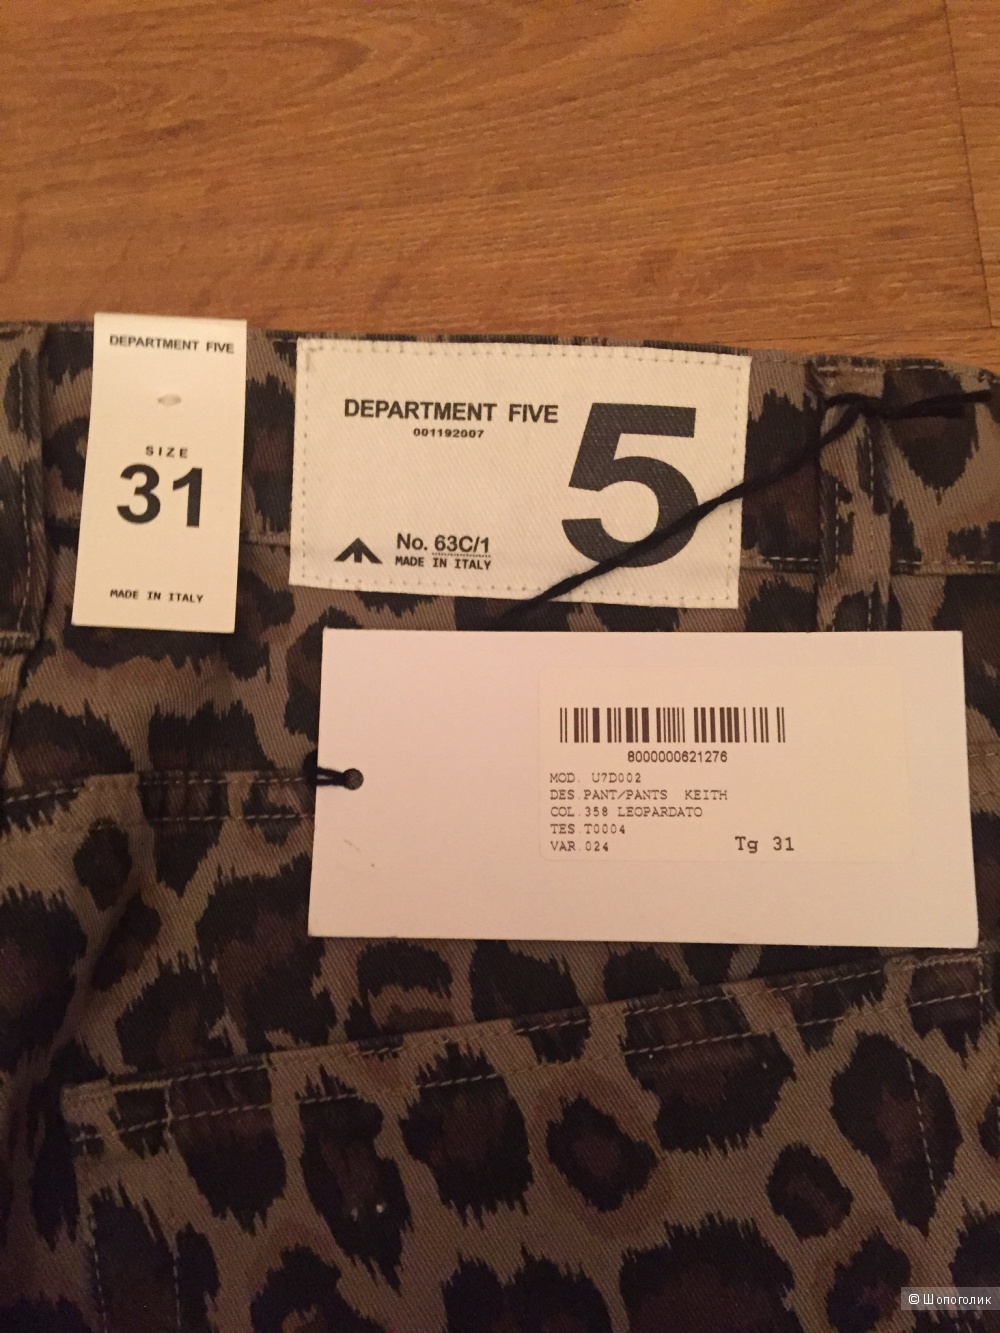 DEPARTMENT FIVE
SIZE
31
MADE IN ITALY
DEPARTMENT FIVE
001192007
5
No. 63C/1
MADE IN ITALY
8000000621276
MOD. U7D002
DES.PANT/PANTS KEITH
COL.358 LEOPARDATO
TES.T0004
VAR.024 Tg 31
© Шопоголик